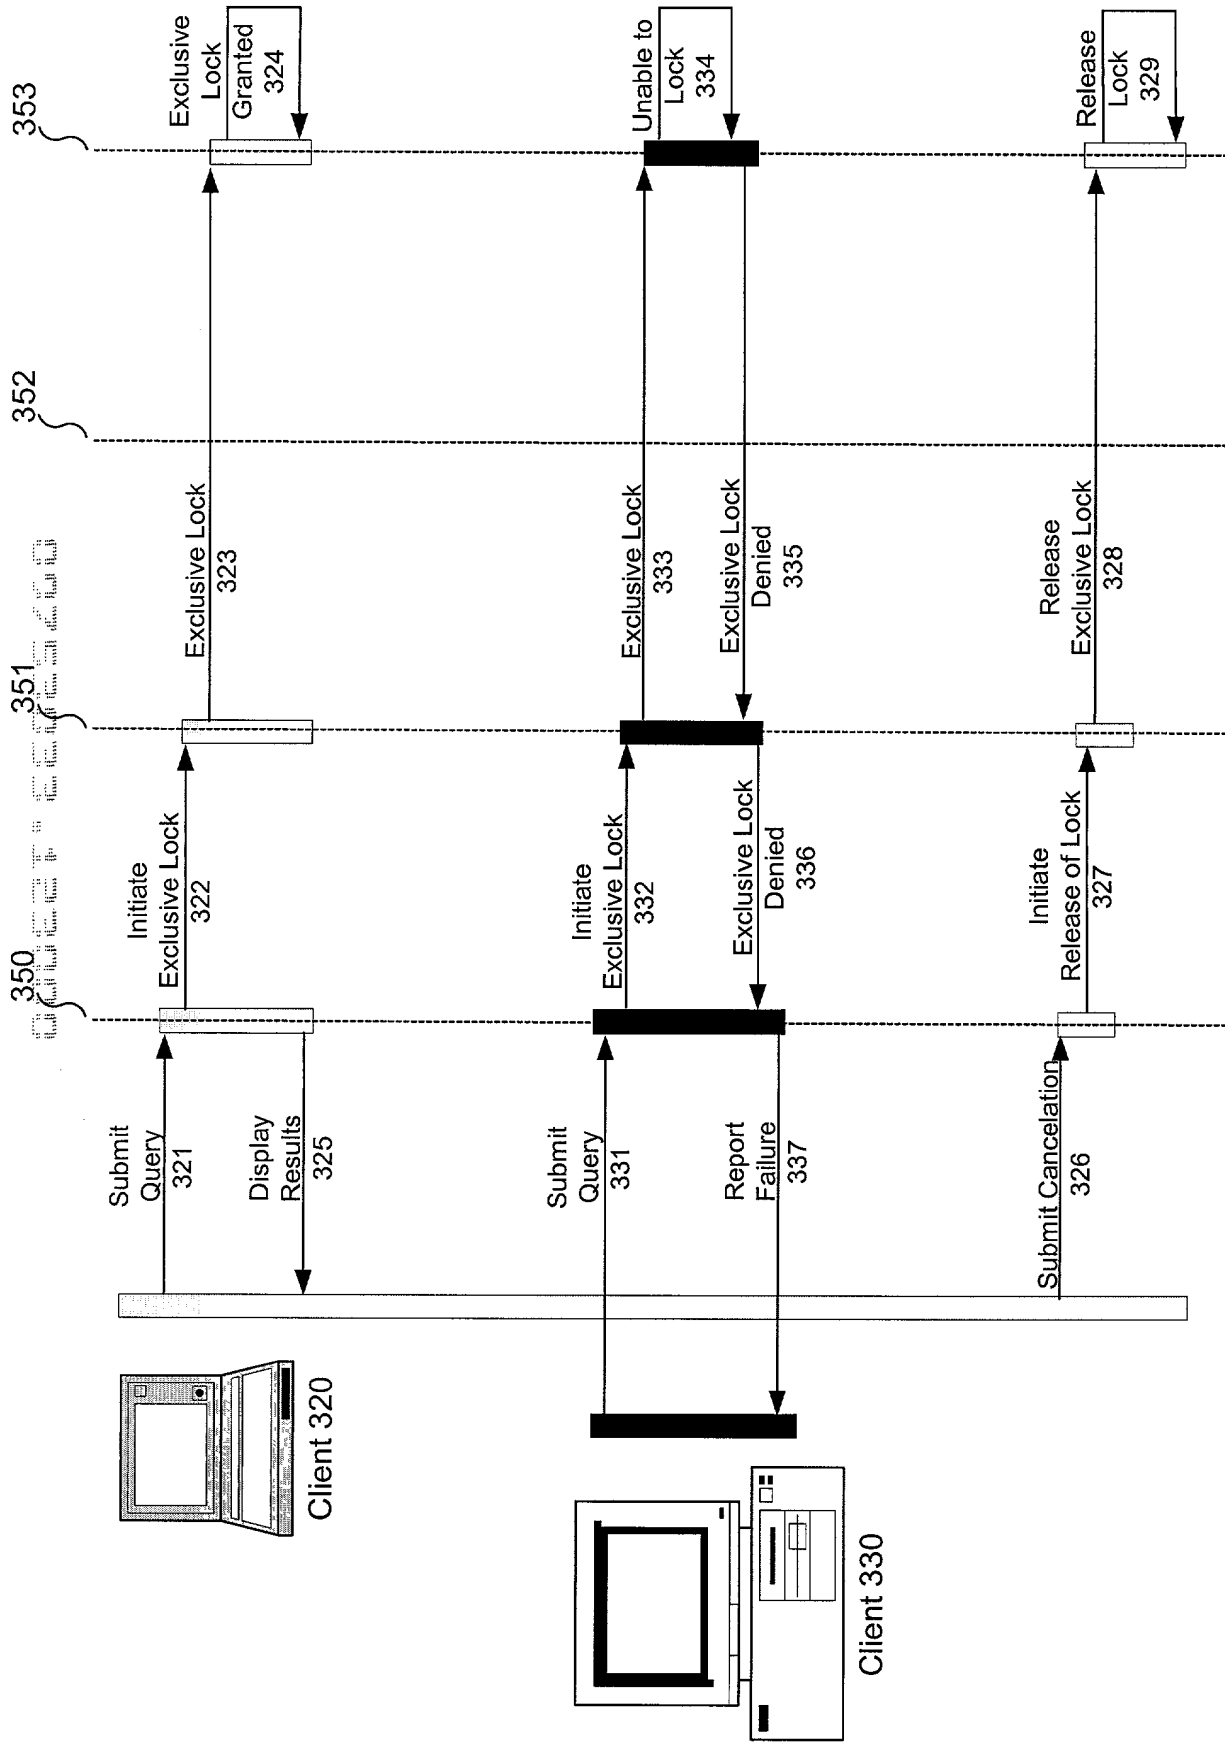 350
351
352
353
Submit
Query
321
Initiate
Exclusive Lock
322
Exclusive Lock
323
Exclusive
Lock
Granted
324
Display
Results
325
Client 320
Submit
Query
331
Initiate
Exclusive Lock
332
Exclusive Lock
333
Unable to
Lock
334
Exclusive Lock
Denied
335
Exclusive Lock
Denied
336
Report
Failure
337
Client 330
Submit Cancelation
326
Initiate
Release of Lock
327
Release
Exclusive Lock
328
Release
Lock
329